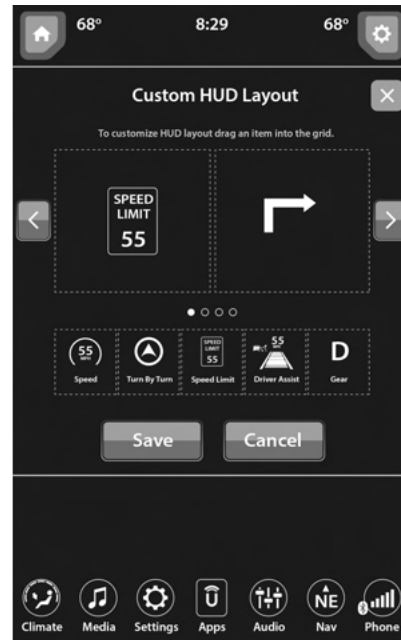 68° 8:29 68°
Custom HUD Layout
To customize HUD layout drag an item into the grid.
SPEED
LIMIT
55
55
MPH
SPEED
LIMIT
55
55
D
Speed Turn By Turn Speed Limit Driver Assist Gear
Save Cancel
NE
Climate Media Settings Apps Audio Nav Phone